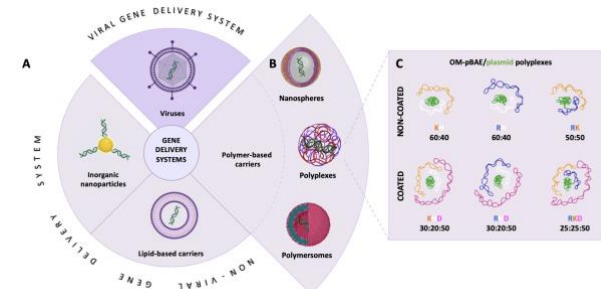 VIRAL GENE DELIVERY SYSTEM
A
Viruses
Inorganic
nanoparticles
GENE
DELIVERY
SYSTEMS
Polymer-based
carriers
Lipid-based carriers
NON-VIRAL GENE DELIVERY SYSTEM
B
Nanospheres
Polyplexes
Polymersomes
C
OM-pBAE/plasmid polyplexes
NON-COATED
K R RK
60:40 60:40 50:50
COATED
K D R D RKD
30:20:50 30:20:50 25:25:50